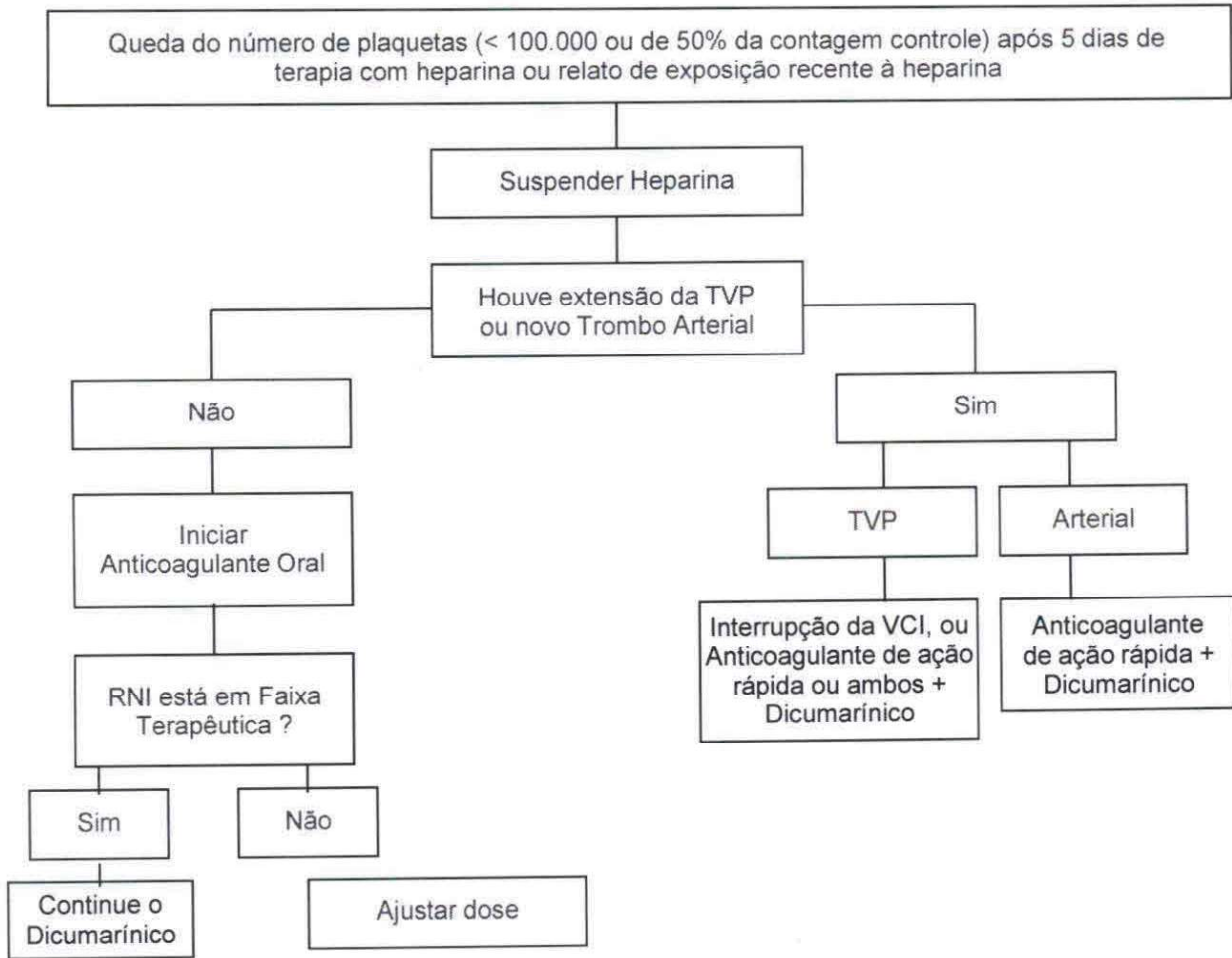 Queda do número de plaquetas (< 100.000 ou de 50% da contagem controle) após 5 dias de
terapia com heparina ou relato de exposição recente à heparina
Suspender Heparina
Houve extensão da TVP
ou novo Trombo Arterial
Não
Sim
Iniciar
Anticoagulante Oral
TVP
Arterial
RNI está em Faixa
Terapêutica ?
Interrupção da VCI, ou
Anticoagulante de ação
rápida ou ambos +
Dicumarínico
Anticoagulante
de ação rápida +
Dicumarínico
Sim
Não
Continue o
Dicumarínico
Ajustar dose